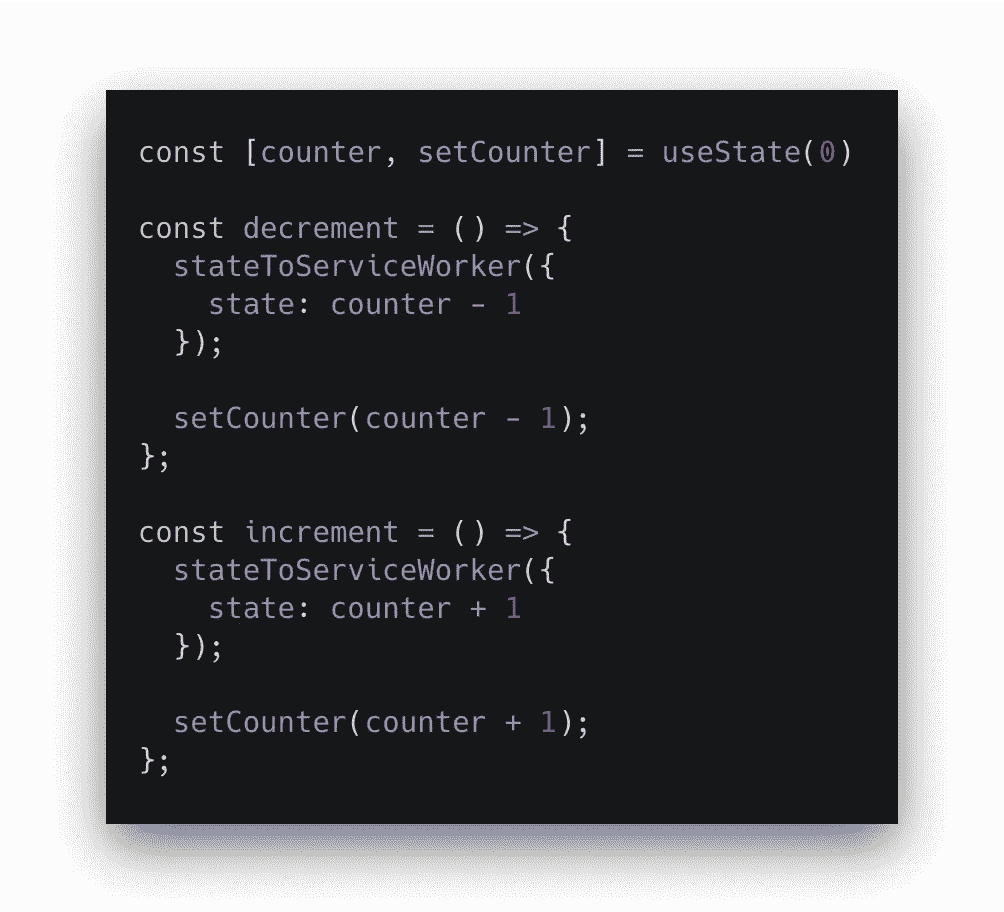 const [counter, setCounter] = useState(0)
const decrement = () => {
  stateToServiceWorker({
    state: counter - 1
  });
  setCounter(counter - 1);
};
const increment = () => {
  stateToServiceWorker({
    state: counter + 1
  });
  setCounter(counter + 1);
};